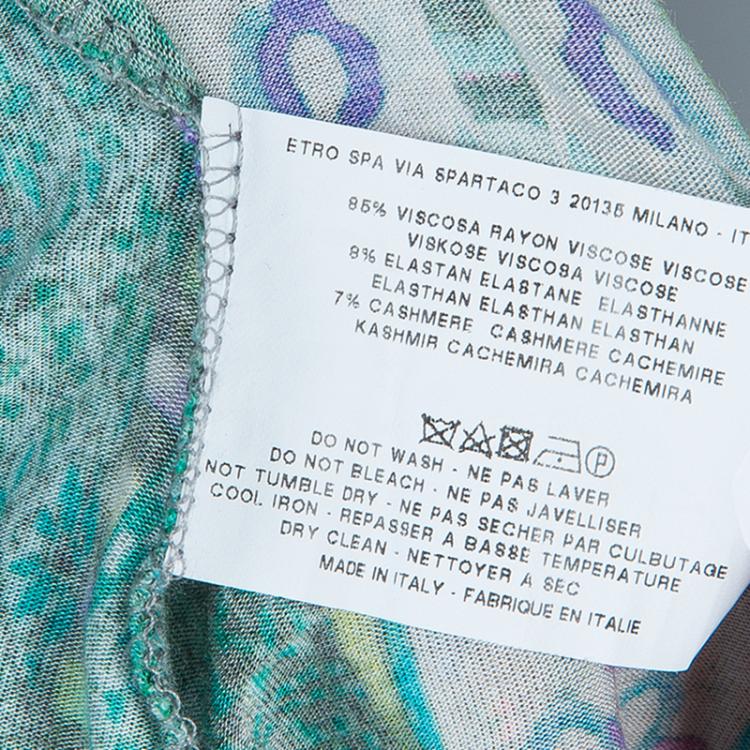 ETRO SPA VIA SPARTACO 3 20135 MILANO - IT
85% VISCOSA RAYON VISCOSE VISCOSE
VISKOSE VISCOSA VISCOSE
8% ELASTAN ELASTANE ELASTHANNE
ELASTHAN ELASTHAN ELASTHAN
7% CASHMERE CASHMERE CACHEMIRE
KASHMIR CACHEMIRA CACHEMIRA
P
DO NOT WASH - NE PAS LAVER
DO NOT BLEACH - NE PAS JAVELLISER
NOT TUMBLE DRY - NE PAS SECHER PAR CULBUTAGE
COOL IRON - REPASSER A BASSE TEMPERATURE
DRY CLEAN - NETTOYER A SEC
MADE IN ITALY - FABRIQUE EN ITALIE